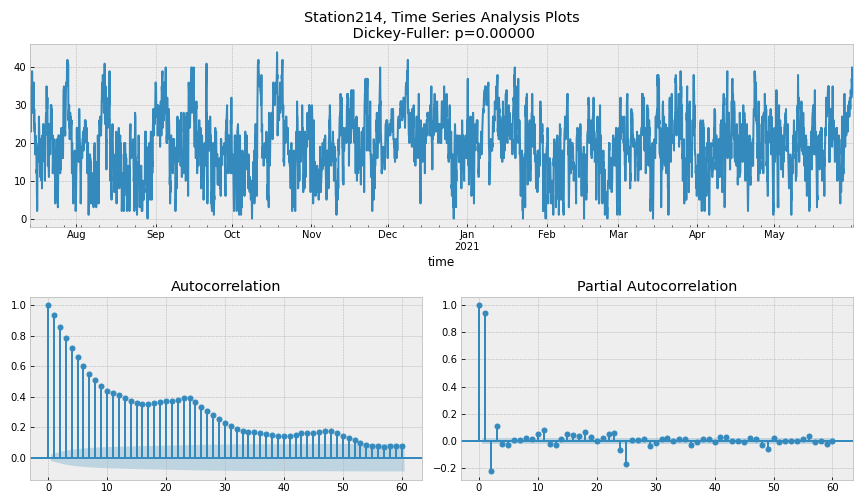 Station214, Time Series Analysis Plots
Dickey-Fuller: p=0.00000
40
30
20
10
0
Aug Sep Oct Nov Dec Jan Feb Mar Apr May
2021
time
Autocorrelation Partial Autocorrelation
1.0
0.8
0.6
0.4
0.2
0.0
0 10 20 30 40 50 60
1.0
0.8
0.6
0.4
0.2
0.0
−0.2
0 10 20 30 40 50 60